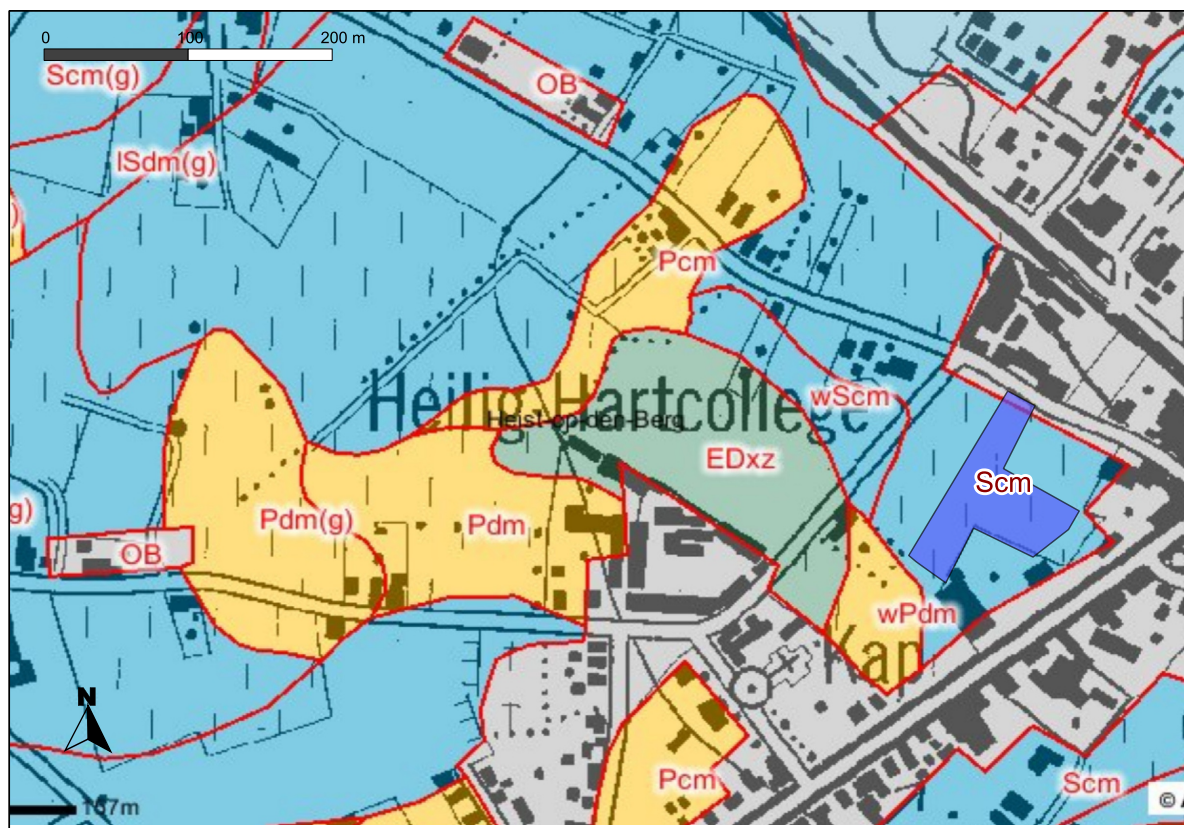 0 100 200 m
Scm(g)
OB
lSdm(g)
)
Pcm
Heilig Hartcollege
wScm
Heist-op-den-Berg
EDxz
Scm
g)
Pdm(g)
Pdm
OB
wPdm
Kap
N
Pcm
Scm
167m
© A